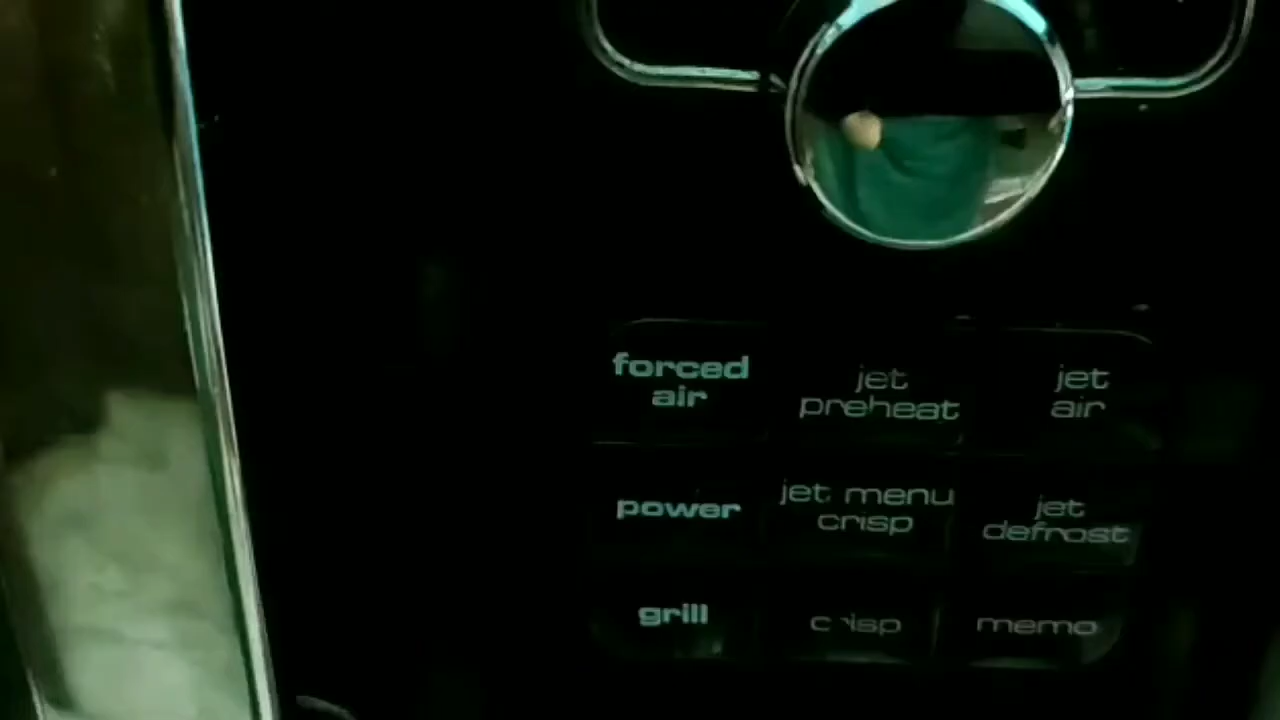 forced
air
jet
preheat
jet
air
power
jet menu
crisp
jet
defrost
grill
crisp
memo